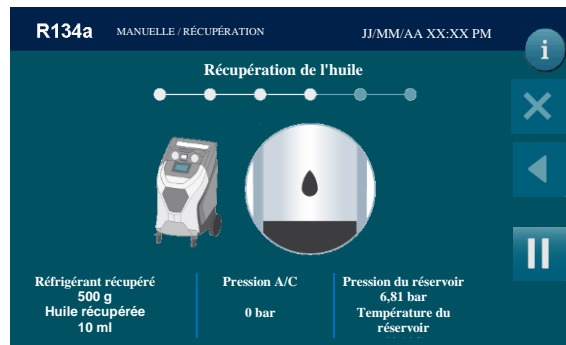 R134a MANUELLE / RÉCUPÉRATION JJ/MM/AA XX:XX PM
i
Récupération de l'huile
Réfrigérant récupéré
500 g
Huile récupérée
10 ml
Pression A/C
0 bar
Pression du réservoir
6,81 bar
Température du
réservoir